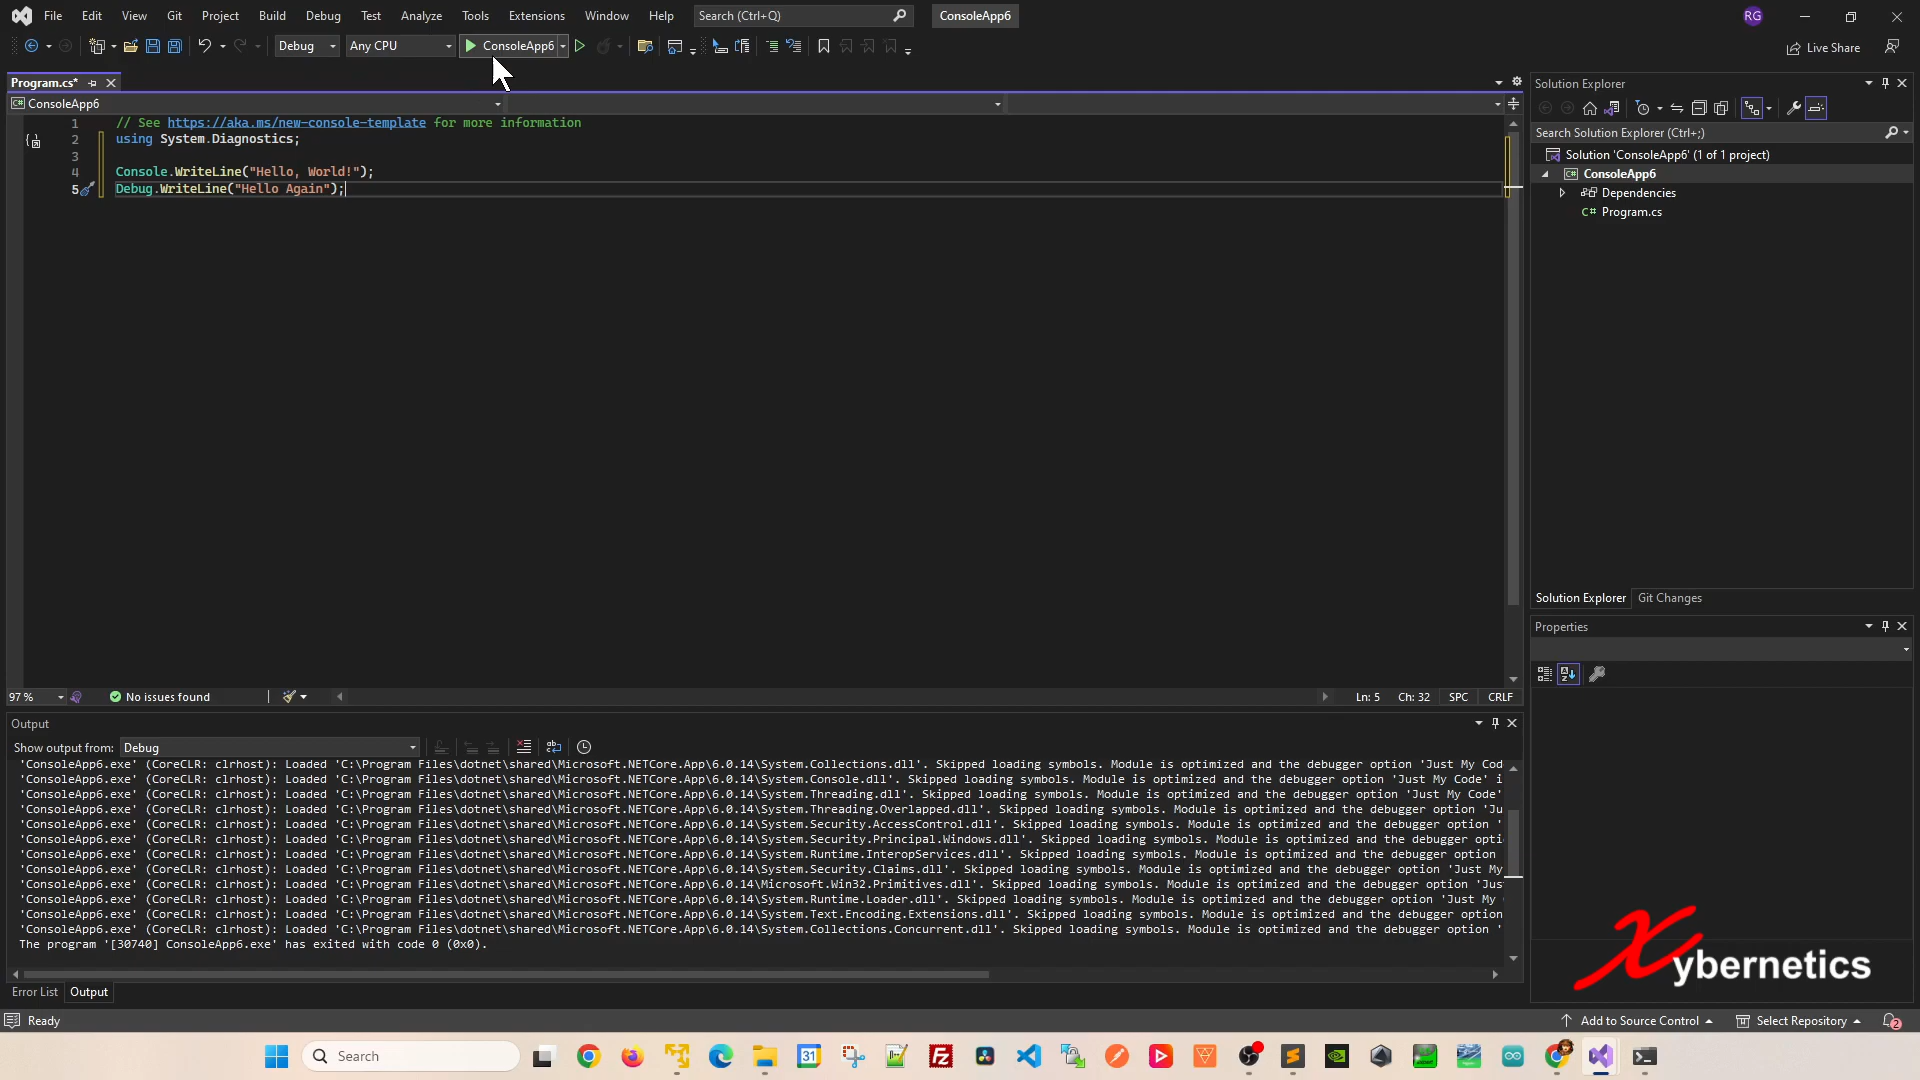 File Edit View Git Project Build Debug Test Analyze Tools Extensions Window Help Search (Ctrl+Q) ConsoleApp6 RG
Debug Any CPU ConsoleApp6 Live Share
Program.cs*
ConsoleApp6
1 // See https://aka.ms/new-console-template for more information
2 using System.Diagnostics;
3
4 Console.WriteLine("Hello, World!");
5 Debug.WriteLine("Hello Again");
97 % No issues found Ln: 5 Ch: 32 SPC CRLF
Solution Explorer
Search Solution Explorer (Ctrl+;)
Solution 'ConsoleApp6' (1 of 1 project)
C# ConsoleApp6
Dependencies
C# Program.cs
Solution Explorer Git Changes
Properties
Output
Show output from: Debug
'ConsoleApp6.exe' (CoreCLR: clrhost): Loaded 'C:\Program Files\dotnet\shared\Microsoft.NETCore.App\6.0.14\System.Collections.dll'. Skipped loading symbols. Module is optimized and the debugger option 'Just My Cod
'ConsoleApp6.exe' (CoreCLR: clrhost): Loaded 'C:\Program Files\dotnet\shared\Microsoft.NETCore.App\6.0.14\System.Console.dll'. Skipped loading symbols. Module is optimized and the debugger option 'Just My Code' i
'ConsoleApp6.exe' (CoreCLR: clrhost): Loaded 'C:\Program Files\dotnet\shared\Microsoft.NETCore.App\6.0.14\System.Threading.dll'. Skipped loading symbols. Module is optimized and the debugger option 'Just My Code'
'ConsoleApp6.exe' (CoreCLR: clrhost): Loaded 'C:\Program Files\dotnet\shared\Microsoft.NETCore.App\6.0.14\System.Threading.Overlapped.dll'. Skipped loading symbols. Module is optimized and the debugger option 'Ju
'ConsoleApp6.exe' (CoreCLR: clrhost): Loaded 'C:\Program Files\dotnet\shared\Microsoft.NETCore.App\6.0.14\System.Security.AccessControl.dll'. Skipped loading symbols. Module is optimized and the debugger option '
'ConsoleApp6.exe' (CoreCLR: clrhost): Loaded 'C:\Program Files\dotnet\shared\Microsoft.NETCore.App\6.0.14\System.Security.Principal.Windows.dll'. Skipped loading symbols. Module is optimized and the debugger opti
'ConsoleApp6.exe' (CoreCLR: clrhost): Loaded 'C:\Program Files\dotnet\shared\Microsoft.NETCore.App\6.0.14\System.Runtime.InteropServices.dll'. Skipped loading symbols. Module is optimized and the debugger option
'ConsoleApp6.exe' (CoreCLR: clrhost): Loaded 'C:\Program Files\dotnet\shared\Microsoft.NETCore.App\6.0.14\System.Security.Claims.dll'. Skipped loading symbols. Module is optimized and the debugger option 'Just My
'ConsoleApp6.exe' (CoreCLR: clrhost): Loaded 'C:\Program Files\dotnet\shared\Microsoft.NETCore.App\6.0.14\Microsoft.Win32.Primitives.dll'. Skipped loading symbols. Module is optimized and the debugger option 'Jus
'ConsoleApp6.exe' (CoreCLR: clrhost): Loaded 'C:\Program Files\dotnet\shared\Microsoft.NETCore.App\6.0.14\System.Runtime.Loader.dll'. Skipped loading symbols. Module is optimized and the debugger option 'Just My
'ConsoleApp6.exe' (CoreCLR: clrhost): Loaded 'C:\Program Files\dotnet\shared\Microsoft.NETCore.App\6.0.14\System.Text.Encoding.Extensions.dll'. Skipped loading symbols. Module is optimized and the debugger option
'ConsoleApp6.exe' (CoreCLR: clrhost): Loaded 'C:\Program Files\dotnet\shared\Microsoft.NETCore.App\6.0.14\System.Collections.Concurrent.dll'. Skipped loading symbols. Module is optimized and the debugger option '
The program '[30740] ConsoleApp6.exe' has exited with code 0 (0x0).
Error List Output
Xybernetics
Ready Add to Source Control Select Repository 2
Search 31